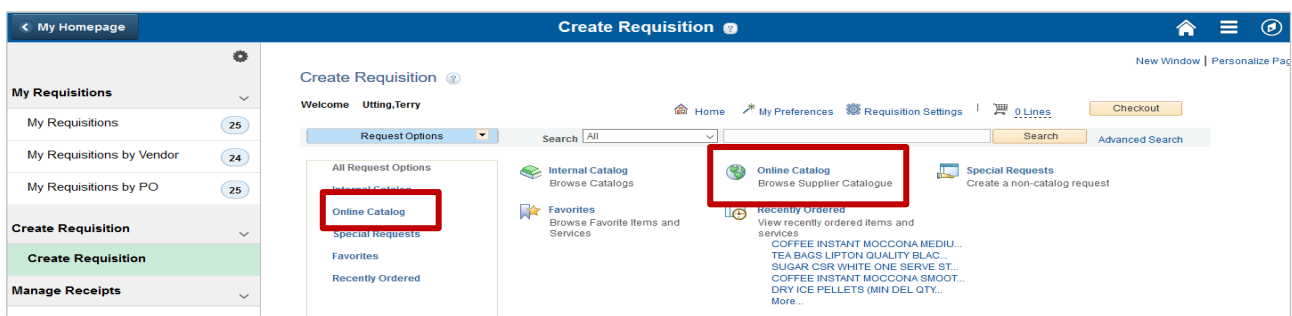 My Homepage
Create Requisition
New Window | Personalize Pag
Create Requisition
My Requisitions
Welcome Utting,Terry
Home My Preferences Requisition Settings | 0 Lines Checkout
My Requisitions 25
Request Options Search All Search Advanced Search
My Requisitions by Vendor 24
All Request Options
Internal Catalog
Browse Catalogs
Online Catalog
Browse Supplier Catalogue
Special Requests
Create a non-catalog request
My Requisitions by PO 25
Internal Catalog
Online Catalog
Special Requests
Favorites
Recently Ordered
Favorites
Browse Favorite Items and
Services
Recently Ordered
View recently ordered items and
services
COFFEE INSTANT MOCCONA MEDIU...
TEA BAGS LIPTON QUALITY BLAC...
SUGAR CSR WHITE ONE SERVE ST...
COFFEE INSTANT MOCCONA SMOOT...
DRY ICE PELLETS (MIN DEL QTY...
More...
Create Requisition
Create Requisition
Manage Receipts